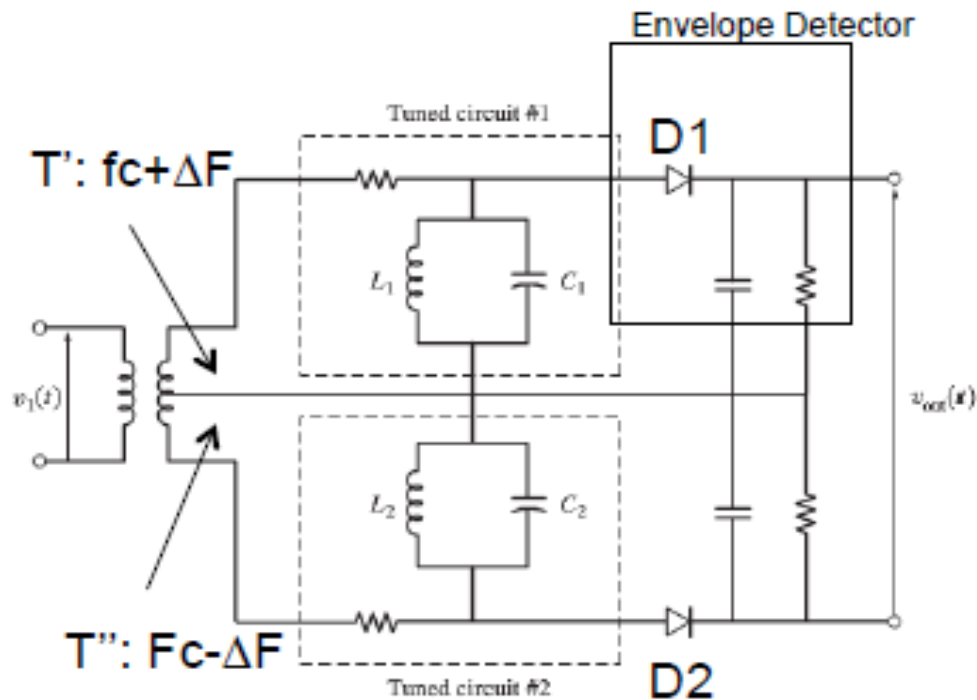 Envelope Detector
Tuned circuit #1
D1
T': fc+ΔF
L₁
C₁
v₁(t)
v_out(t)
L₂
C₂
T'': Fc-ΔF
D2
Tuned circuit #2